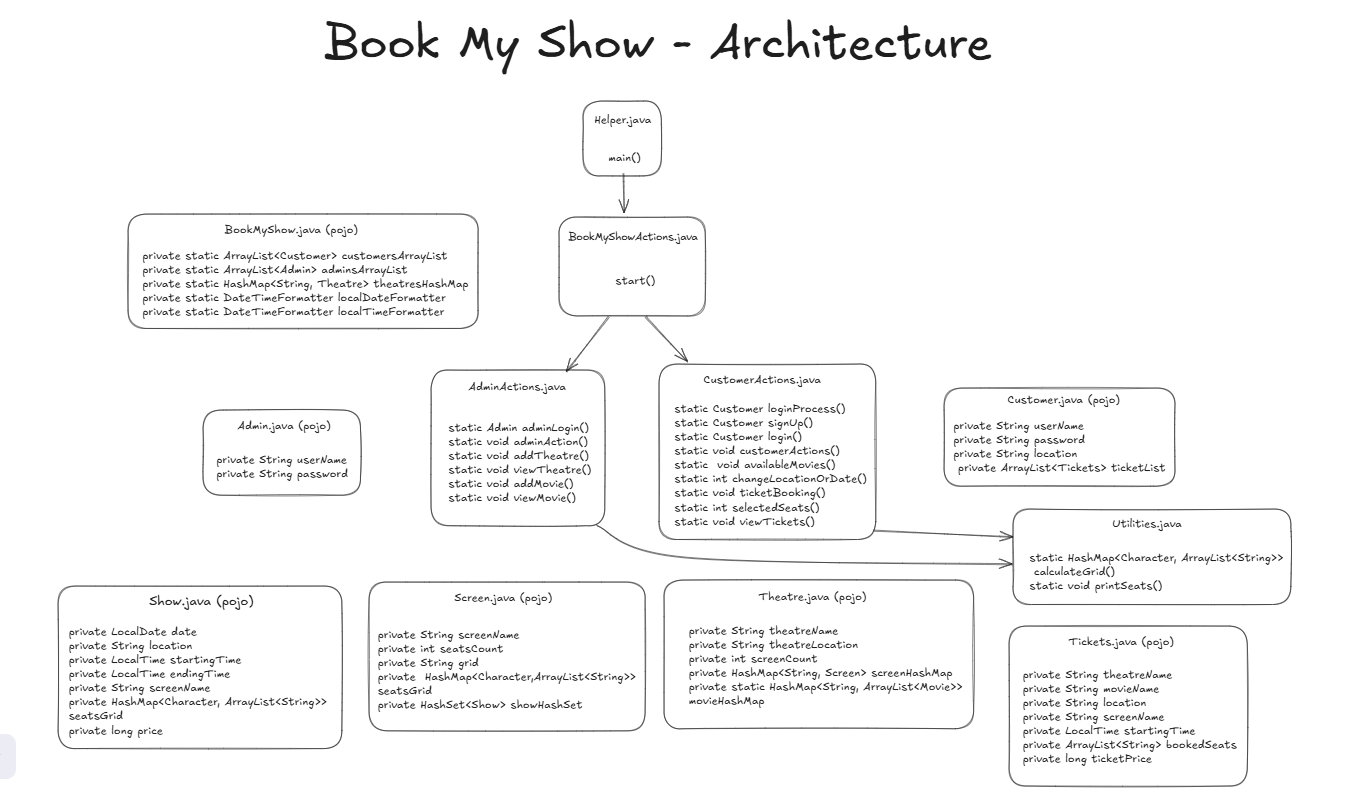 Book My Show - Architecture
Helper.java
main()
BookMyShow.java (pojo)
private static ArrayList<Customer> customersArrayList
private static ArrayList<Admin> adminsArrayList
private static HashMap<String, Theatre> theatresHashMap
private static DateTimeFormatter localDateFormatter
private static DateTimeFormatter localTimeFormatter
BookMyShowActions.java
start()
Admin.java (pojo)
private String userName
private String password
AdminActions.java
static Admin adminLogin()
static void adminAction()
static void addTheatre()
static void viewTheatre()
static void addMovie()
static void viewMovie()
CustomerActions.java
static Customer loginProcess()
static Customer signUp()
static Customer login()
static void customerActions()
static void availableMovies()
static int changeLocationOrDate()
static void ticketBooking()
static int selectedSeats()
static void viewTickets()
Customer.java (pojo)
private String userName
private String password
private String location
private ArrayList<Tickets> ticketList
Utilities.java
static HashMap<Character, ArrayList<String>>
calculateGrid()
static void printSeats()
Show.java (pojo)
private LocalDate date
private String location
private LocalTime startingTime
private LocalTime endingTime
private String screenName
private HashMap<Character, ArrayList<String>>
seatsGrid
private long price
Screen.java (pojo)
private String screenName
private int seatsCount
private String grid
private HashMap<Character,ArrayList<String>>
seatsGrid
private HashSet<Show> showHashSet
Theatre.java (pojo)
private String theatreName
private String theatreLocation
private int screenCount
private HashMap<String, Screen> screenHashMap
private static HashMap<String, ArrayList<Movie>>
movieHashMap
Tickets.java (pojo)
private String theatreName
private String movieName
private String location
private String screenName
private LocalTime startingTime
private ArrayList<String> bookedSeats
private long ticketPrice